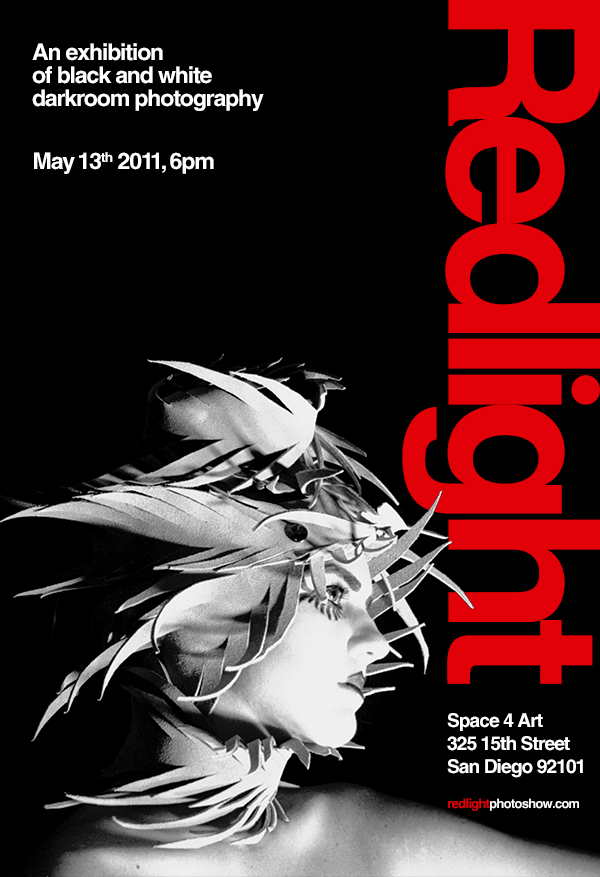 An exhibition
of black and white
darkroom photography
May 13th 2011, 6pm
Redlight
Space 4 Art
325 15th Street
San Diego 92101
redlightphotoshow.com